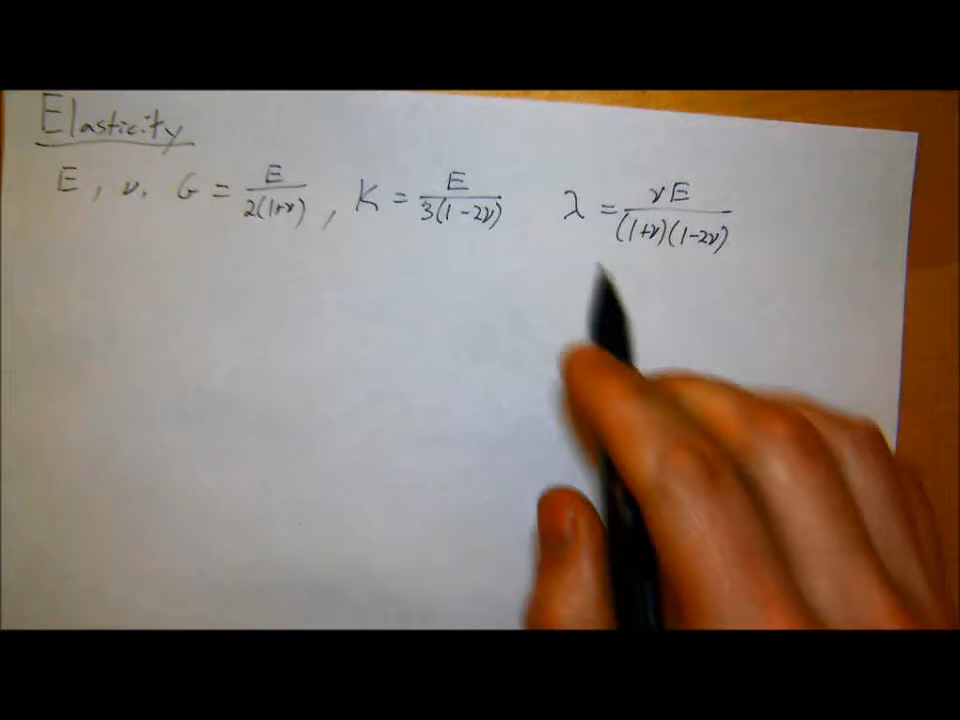 Elasticity
E, ν. G = E/2(1+ν), K = E/3(1-2ν) λ = νE/(1+ν)(1-2ν)